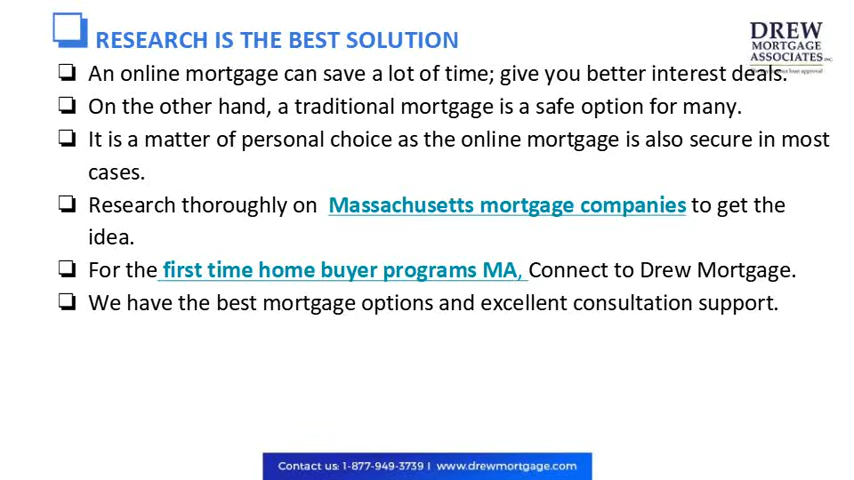 RESEARCH IS THE BEST SOLUTION
DREW
MORTGAGE
ASSOCIATES INC.
An online mortgage can save a lot of time; give you better interest deals.
On the other hand, a traditional mortgage is a safe option for many.
It is a matter of personal choice as the online mortgage is also secure in most
cases.
Research thoroughly on Massachusetts mortgage companies to get the
idea.
For the first time home buyer programs MA, Connect to Drew Mortgage.
We have the best mortgage options and excellent consultation support.
Contact us: 1-877-949-3739 I www.drewmortgage.com